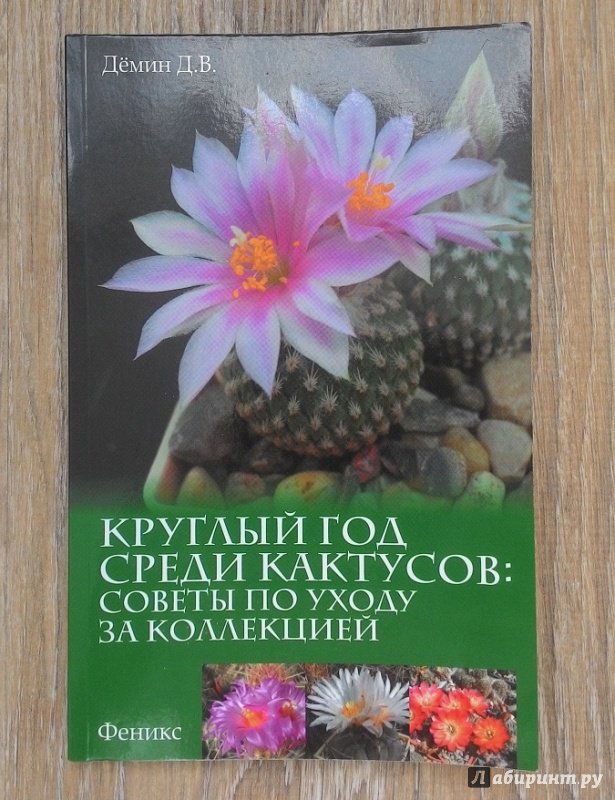 Дёмин Д.В.
КРУГЛЫЙ ГОД
СРЕДИ КАКТУСОВ:
СОВЕТЫ ПО УХОДУ
ЗА КОЛЛЕКЦИЕЙ
Феникс
Лабиринт.ру